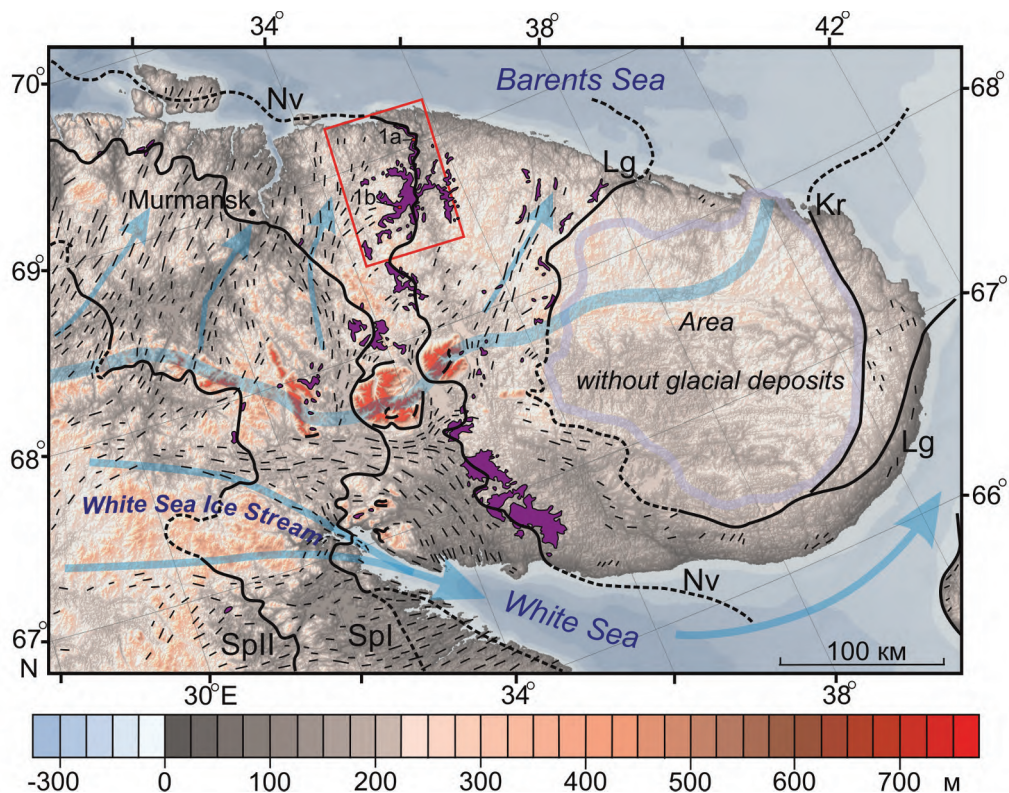 34° 38° 42°
70°
Barents Sea
68°
Nv
1a
Lg
1b
Murmansk
Kr
69°
67°
Area
without glacial deposits
Lg
68°
66°
White Sea Ice Stream
Nv
White Sea
67°
SpII SpI
N
100 км
30°E 34° 38°
-300 0 100 200 300 400 500 600 700 м